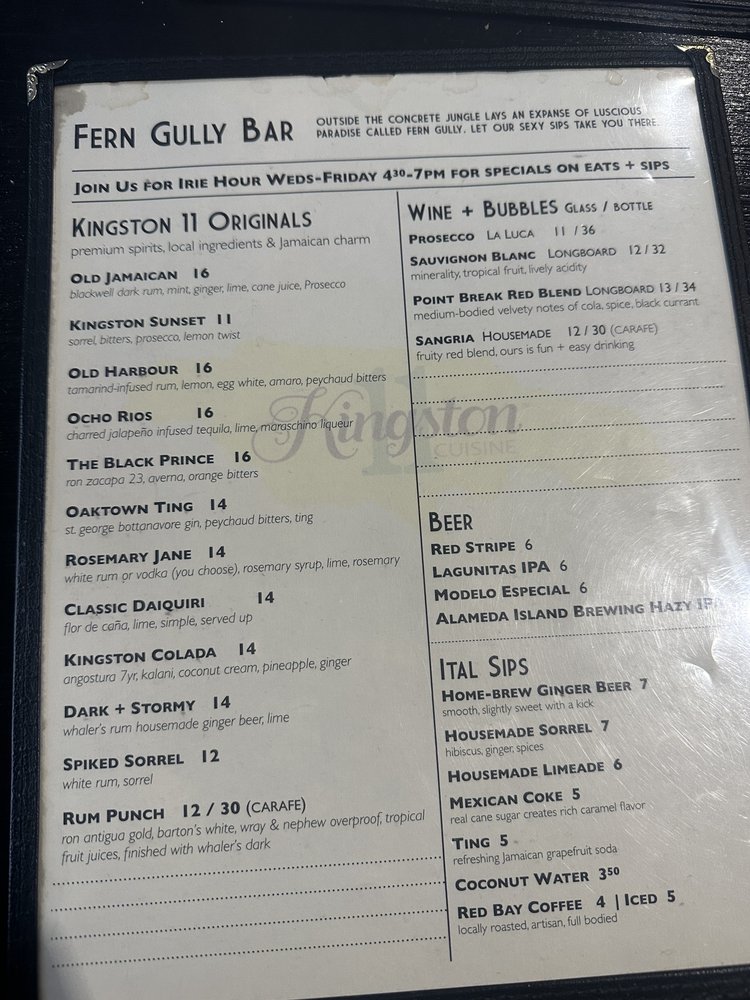 FERN GULLY BAR
OUTSIDE THE CONCRETE JUNGLE LAYS AN EXPANSE OF LUSCIOUS
PARADISE CALLED FERN GULLY. LET OUR SEXY SIPS TAKE YOU THERE.
JOIN US FOR IRIE HOUR WEDS-FRIDAY 4³⁰-7PM FOR SPECIALS ON EATS + SIPS
KINGSTON 11 ORIGINALS
premium spirits, local ingredients & Jamaican charm
OLD JAMAICAN 16
blackwell dark rum, mint, ginger, lime, cane juice, Prosecco
KINGSTON SUNSET 11
sorrel, bitters, prosecco, lemon twist
OLD HARBOUR 16
tamarind-infused rum, lemon, egg white, amaro, peychaud bitters
OCHO RIOS 16
charred jalapeño infused tequila, lime, maraschino liqueur
THE BLACK PRINCE 16
ron zacapa 23, averna, orange bitters
OAKTOWN TING 14
st. george bottanavore gin, peychaud bitters, ting
ROSEMARY JANE 14
white rum or vodka (you choose), rosemary syrup, lime, rosemary
CLASSIC DAIQUIRI 14
flor de caña, lime, simple, served up
KINGSTON COLADA 14
angostura 7yr, kalani, coconut cream, pineapple, ginger
DARK + STORMY 14
whaler's rum housemade ginger beer, lime
SPIKED SORREL 12
white rum, sorrel
RUM PUNCH 12 / 30 (CARAFE)
ron antigua gold, barton's white, wray & nephew overproof, tropical
fruit juices, finished with whaler's dark
WINE + BUBBLES GLASS / BOTTLE
PROSECCO LA LUCA 11 / 36
SAUVIGNON BLANC LONGBOARD 12 / 32
minerality, tropical fruit, lively acidity
POINT BREAK RED BLEND LONGBOARD 13 / 34
medium-bodied velvety notes of cola, spice, black currant
SANGRIA HOUSEMADE 12 / 30 (CARAFE)
fruity red blend, ours is fun + easy drinking
Kingston
11
CUISINE
BEER
RED STRIPE 6
LAGUNITAS IPA 6
MODELO ESPECIAL 6
ALAMEDA ISLAND BREWING HAZY IPA
ITAL SIPS
HOME-BREW GINGER BEER 7
smooth, slightly sweet with a kick
HOUSEMADE SORREL 7
hibiscus, ginger, spices
HOUSEMADE LIMEADE 6
MEXICAN COKE 5
real cane sugar creates rich caramel flavor
TING 5
refreshing Jamaican grapefruit soda
COCONUT WATER 3⁵⁰
RED BAY COFFEE 4 | ICED 5
locally roasted, artisan, full bodied